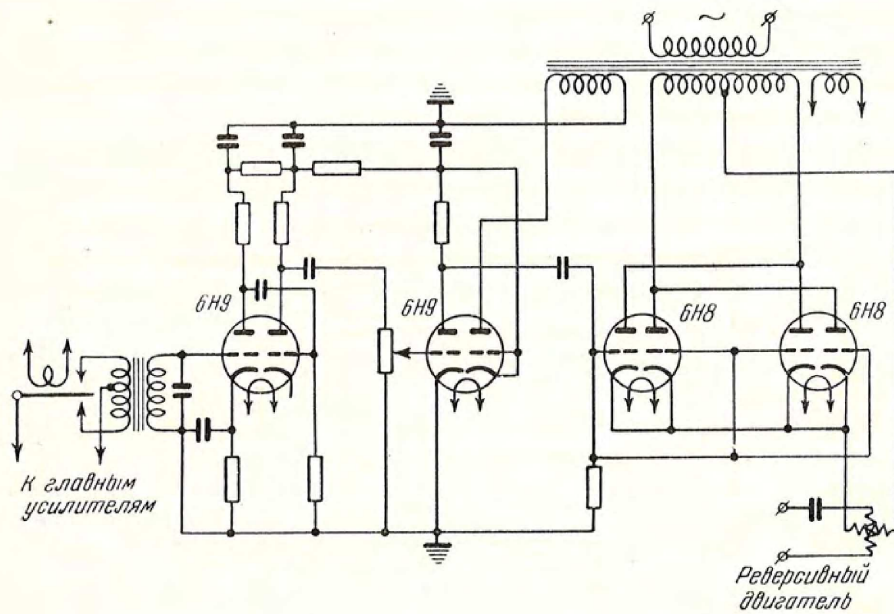 ~
6Н9
6Н9
6Н8
6Н8
К главным
усилителям
Реверсивный
двигатель